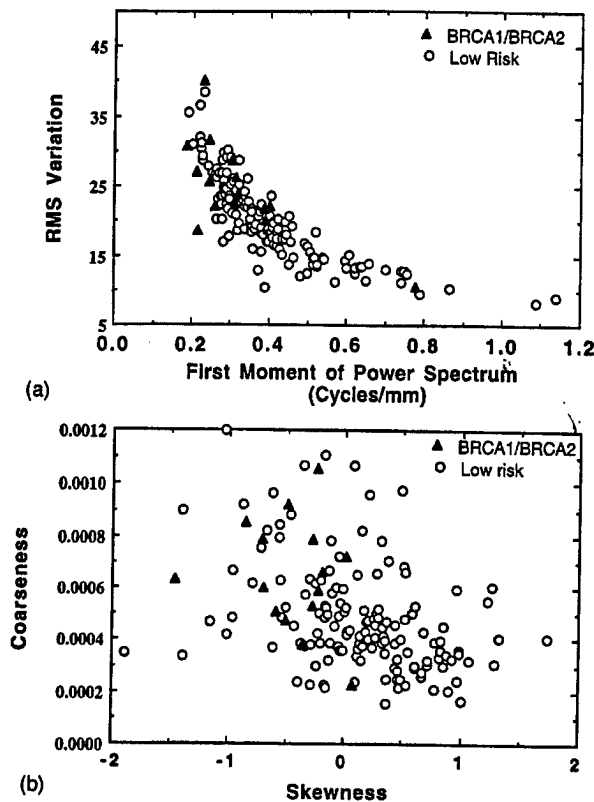 45
35
25
15
5
RMS Variation
▲ BRCA1/BRCA2
○ Low Risk
0.0 0.2 0.4 0.6 0.8 1.0 1.2
First Moment of Power Spectrum
(Cycles/mm)
(a)
0.0012
0.0010
0.0008
0.0006
0.0004
0.0002
0.0000
Coarseness
▲ BRCA1/BRCA2
○ Low risk
-2 -1 0 1 2
Skewness
(b)